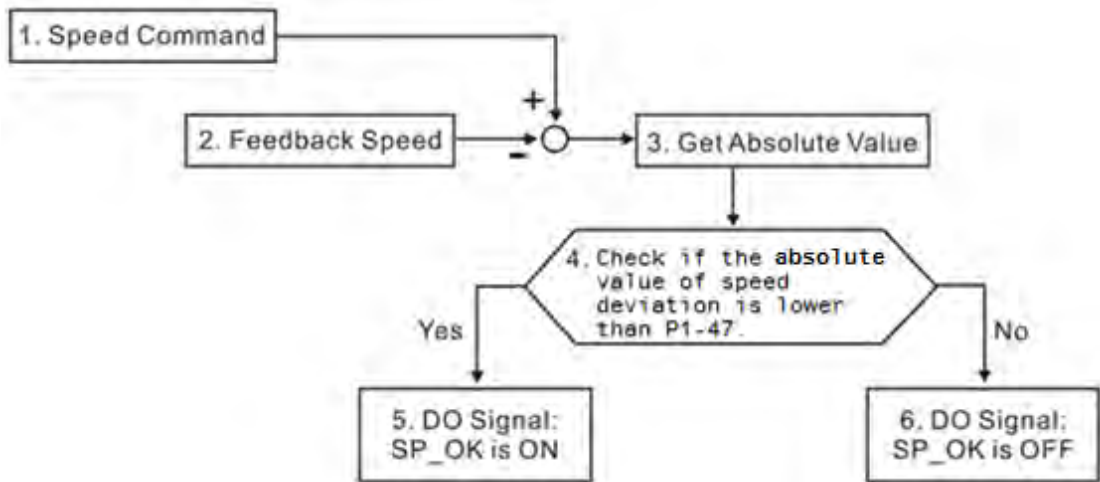 1. Speed Command
+
2. Feedback Speed
-
3. Get Absolute Value
4. Check if the absolute
value of speed
deviation is lower
than P1-47.
Yes
No
5. DO Signal:
SP_OK is ON
6. DO Signal:
SP_OK is OFF